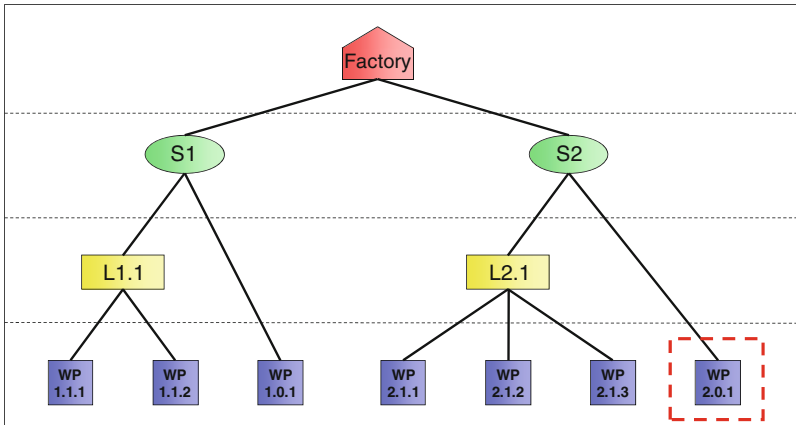 Factory
S1
S2
L1.1
L2.1
WP
1.1.1
WP
1.1.2
WP
1.0.1
WP
2.1.1
WP
2.1.2
WP
2.1.3
WP
2.0.1